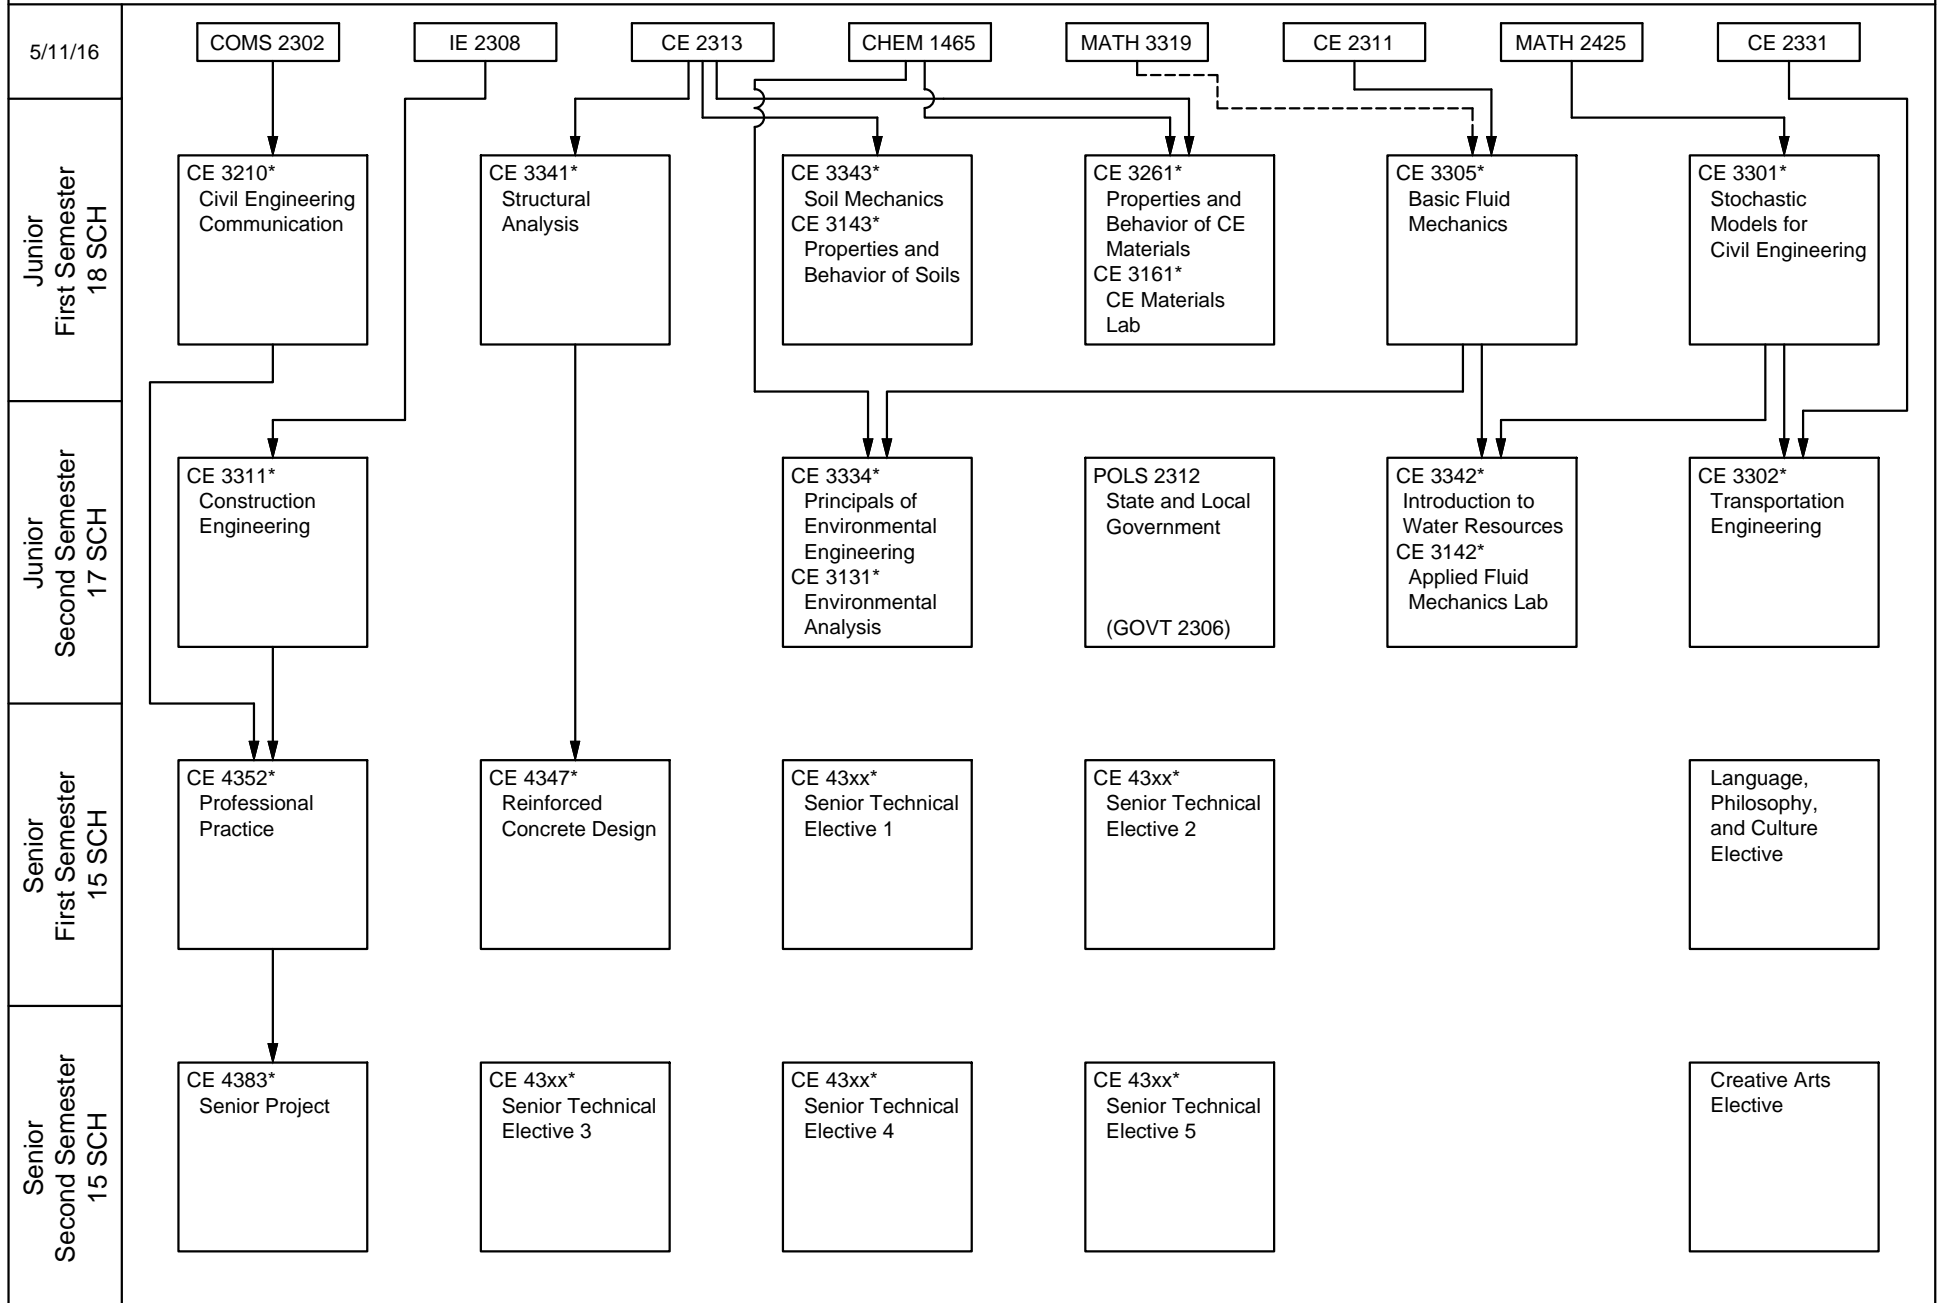 5/11/16
COMS 2302
IE 2308
CE 2313
CHEM 1465
MATH 3319
CE 2311
MATH 2425
CE 2331
Junior
First Semester
18 SCH
CE 3210*
Civil Engineering
Communication
CE 3341*
Structural
Analysis
CE 3343*
Soil Mechanics
CE 3143*
Properties and
Behavior of Soils
CE 3261*
Properties and
Behavior of CE
Materials
CE 3161*
CE Materials
Lab
CE 3305*
Basic Fluid
Mechanics
CE 3301*
Stochastic
Models for
Civil Engineering
Junior
Second Semester
17 SCH
CE 3311*
Construction
Engineering
CE 3334*
Principals of
Environmental
Engineering
CE 3131*
Environmental
Analysis
POLS 2312
State and Local
Government
(GOVT 2306)
CE 3342*
Introduction to
Water Resources
CE 3142*
Applied Fluid
Mechanics Lab
CE 3302*
Transportation
Engineering
Senior
First Semester
15 SCH
CE 4352*
Professional
Practice
CE 4347*
Reinforced
Concrete Design
CE 43xx*
Senior Technical
Elective 1
CE 43xx*
Senior Technical
Elective 2
Language,
Philosophy,
and Culture
Elective
Senior
Second Semester
15 SCH
CE 4383*
Senior Project
CE 43xx*
Senior Technical
Elective 3
CE 43xx*
Senior Technical
Elective 4
CE 43xx*
Senior Technical
Elective 5
Creative Arts
Elective